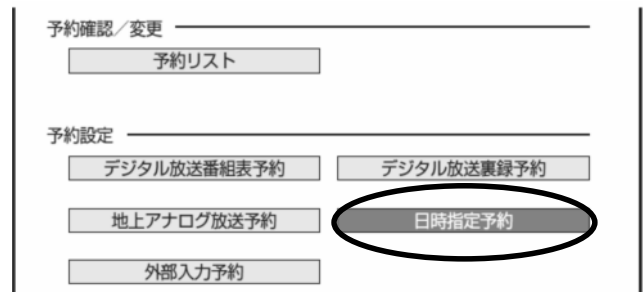 予約確認／変更
予約リスト
予約設定
デジタル放送番組表予約 デジタル放送裏録予約
地上アナログ放送予約 日時指定予約
外部入力予約